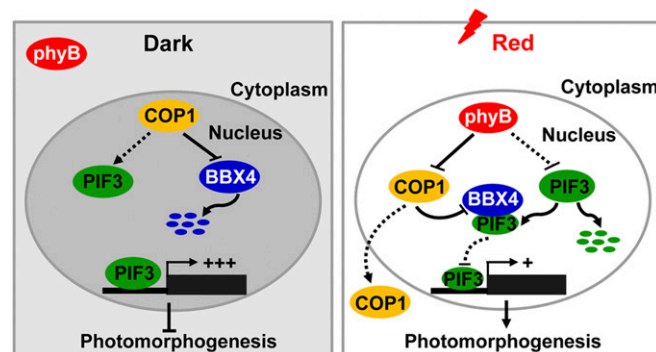 Dark
phyB
Cytoplasm
COP1
Nucleus
PIF3
BBX4
PIF3
+++
Photomorphogenesis
Red
Cytoplasm
phyB
Nucleus
COP1
BBX4
PIF3
PIF3
PIF3
+
COP1
Photomorphogenesis